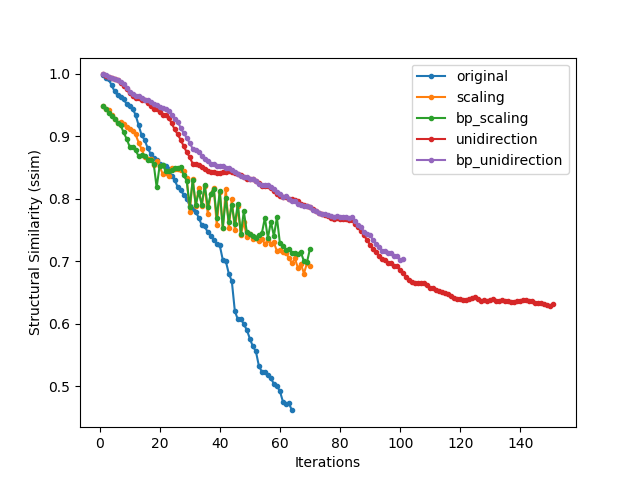 original
scaling
bp_scaling
unidirection
bp_unidirection
Structural Similarity (ssim)
1.0
0.9
0.8
0.7
0.6
0.5
0 20 40 60 80 100 120 140
Iterations